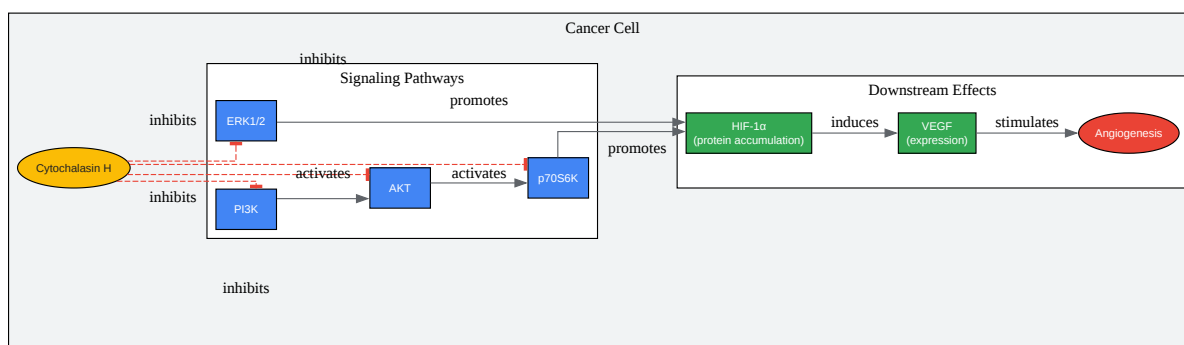 Cancer Cell
inhibits
Signaling Pathways
Downstream Effects
promotes
ERK1/2
inhibits
HIF-1α
(protein accumulation)
induces
VEGF
(expression)
stimulates
Angiogenesis
promotes
Cytochalasin H
activates
activates
p70S6K
AKT
inhibits
PI3K
inhibits